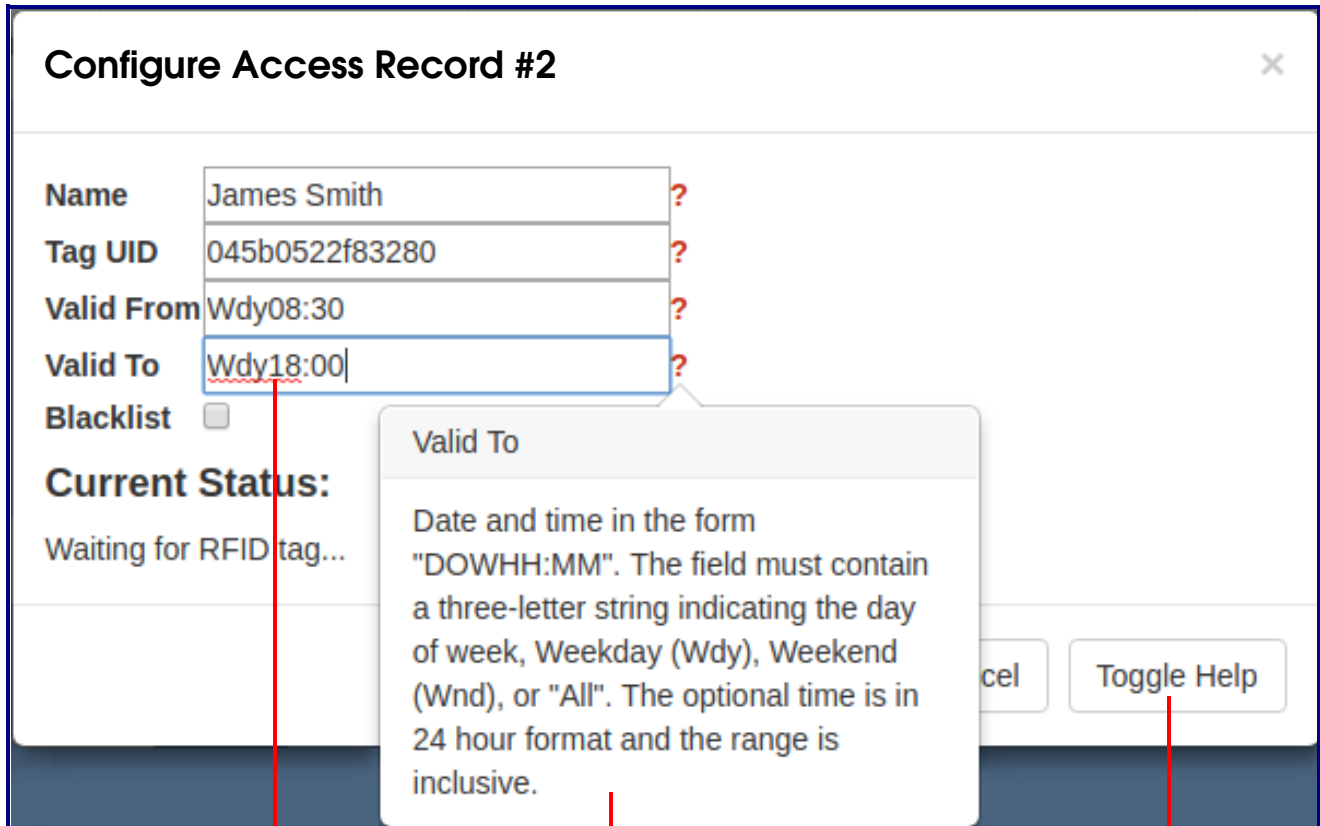 Configure Access Record #2
×
Name James Smith ?
Tag UID 045b0522f83280 ?
Valid From Wdy08:30 ?
Valid To Wdy18:00 ?
Blacklist
Current Status:
Waiting for RFID tag...
Valid To
Date and time in the form
"DOWHH:MM". The field must contain
a three-letter string indicating the day
of week, Weekday (Wdy), Weekend
(Wnd), or "All". The optional time is in
24 hour format and the range is
inclusive.
cel
Toggle Help